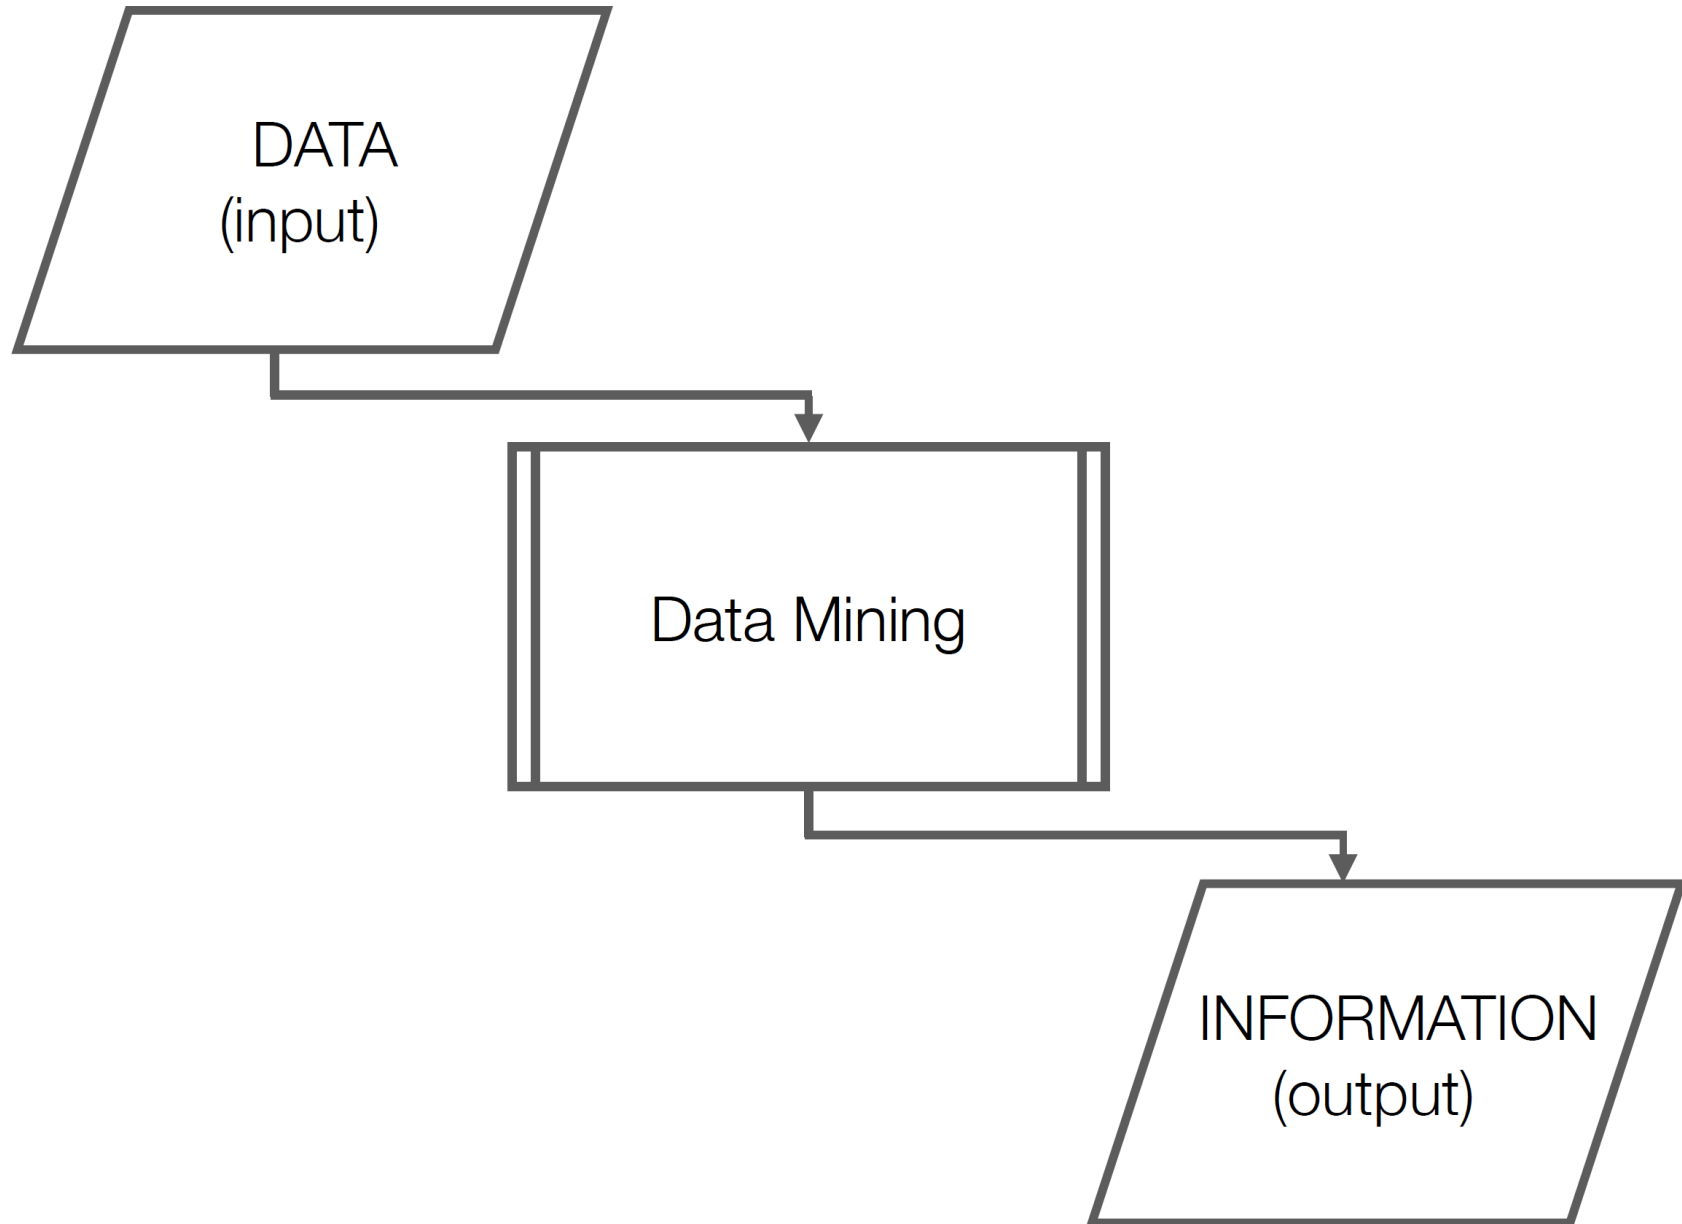 DATA
(input)
Data Mining
INFORMATION
(output)